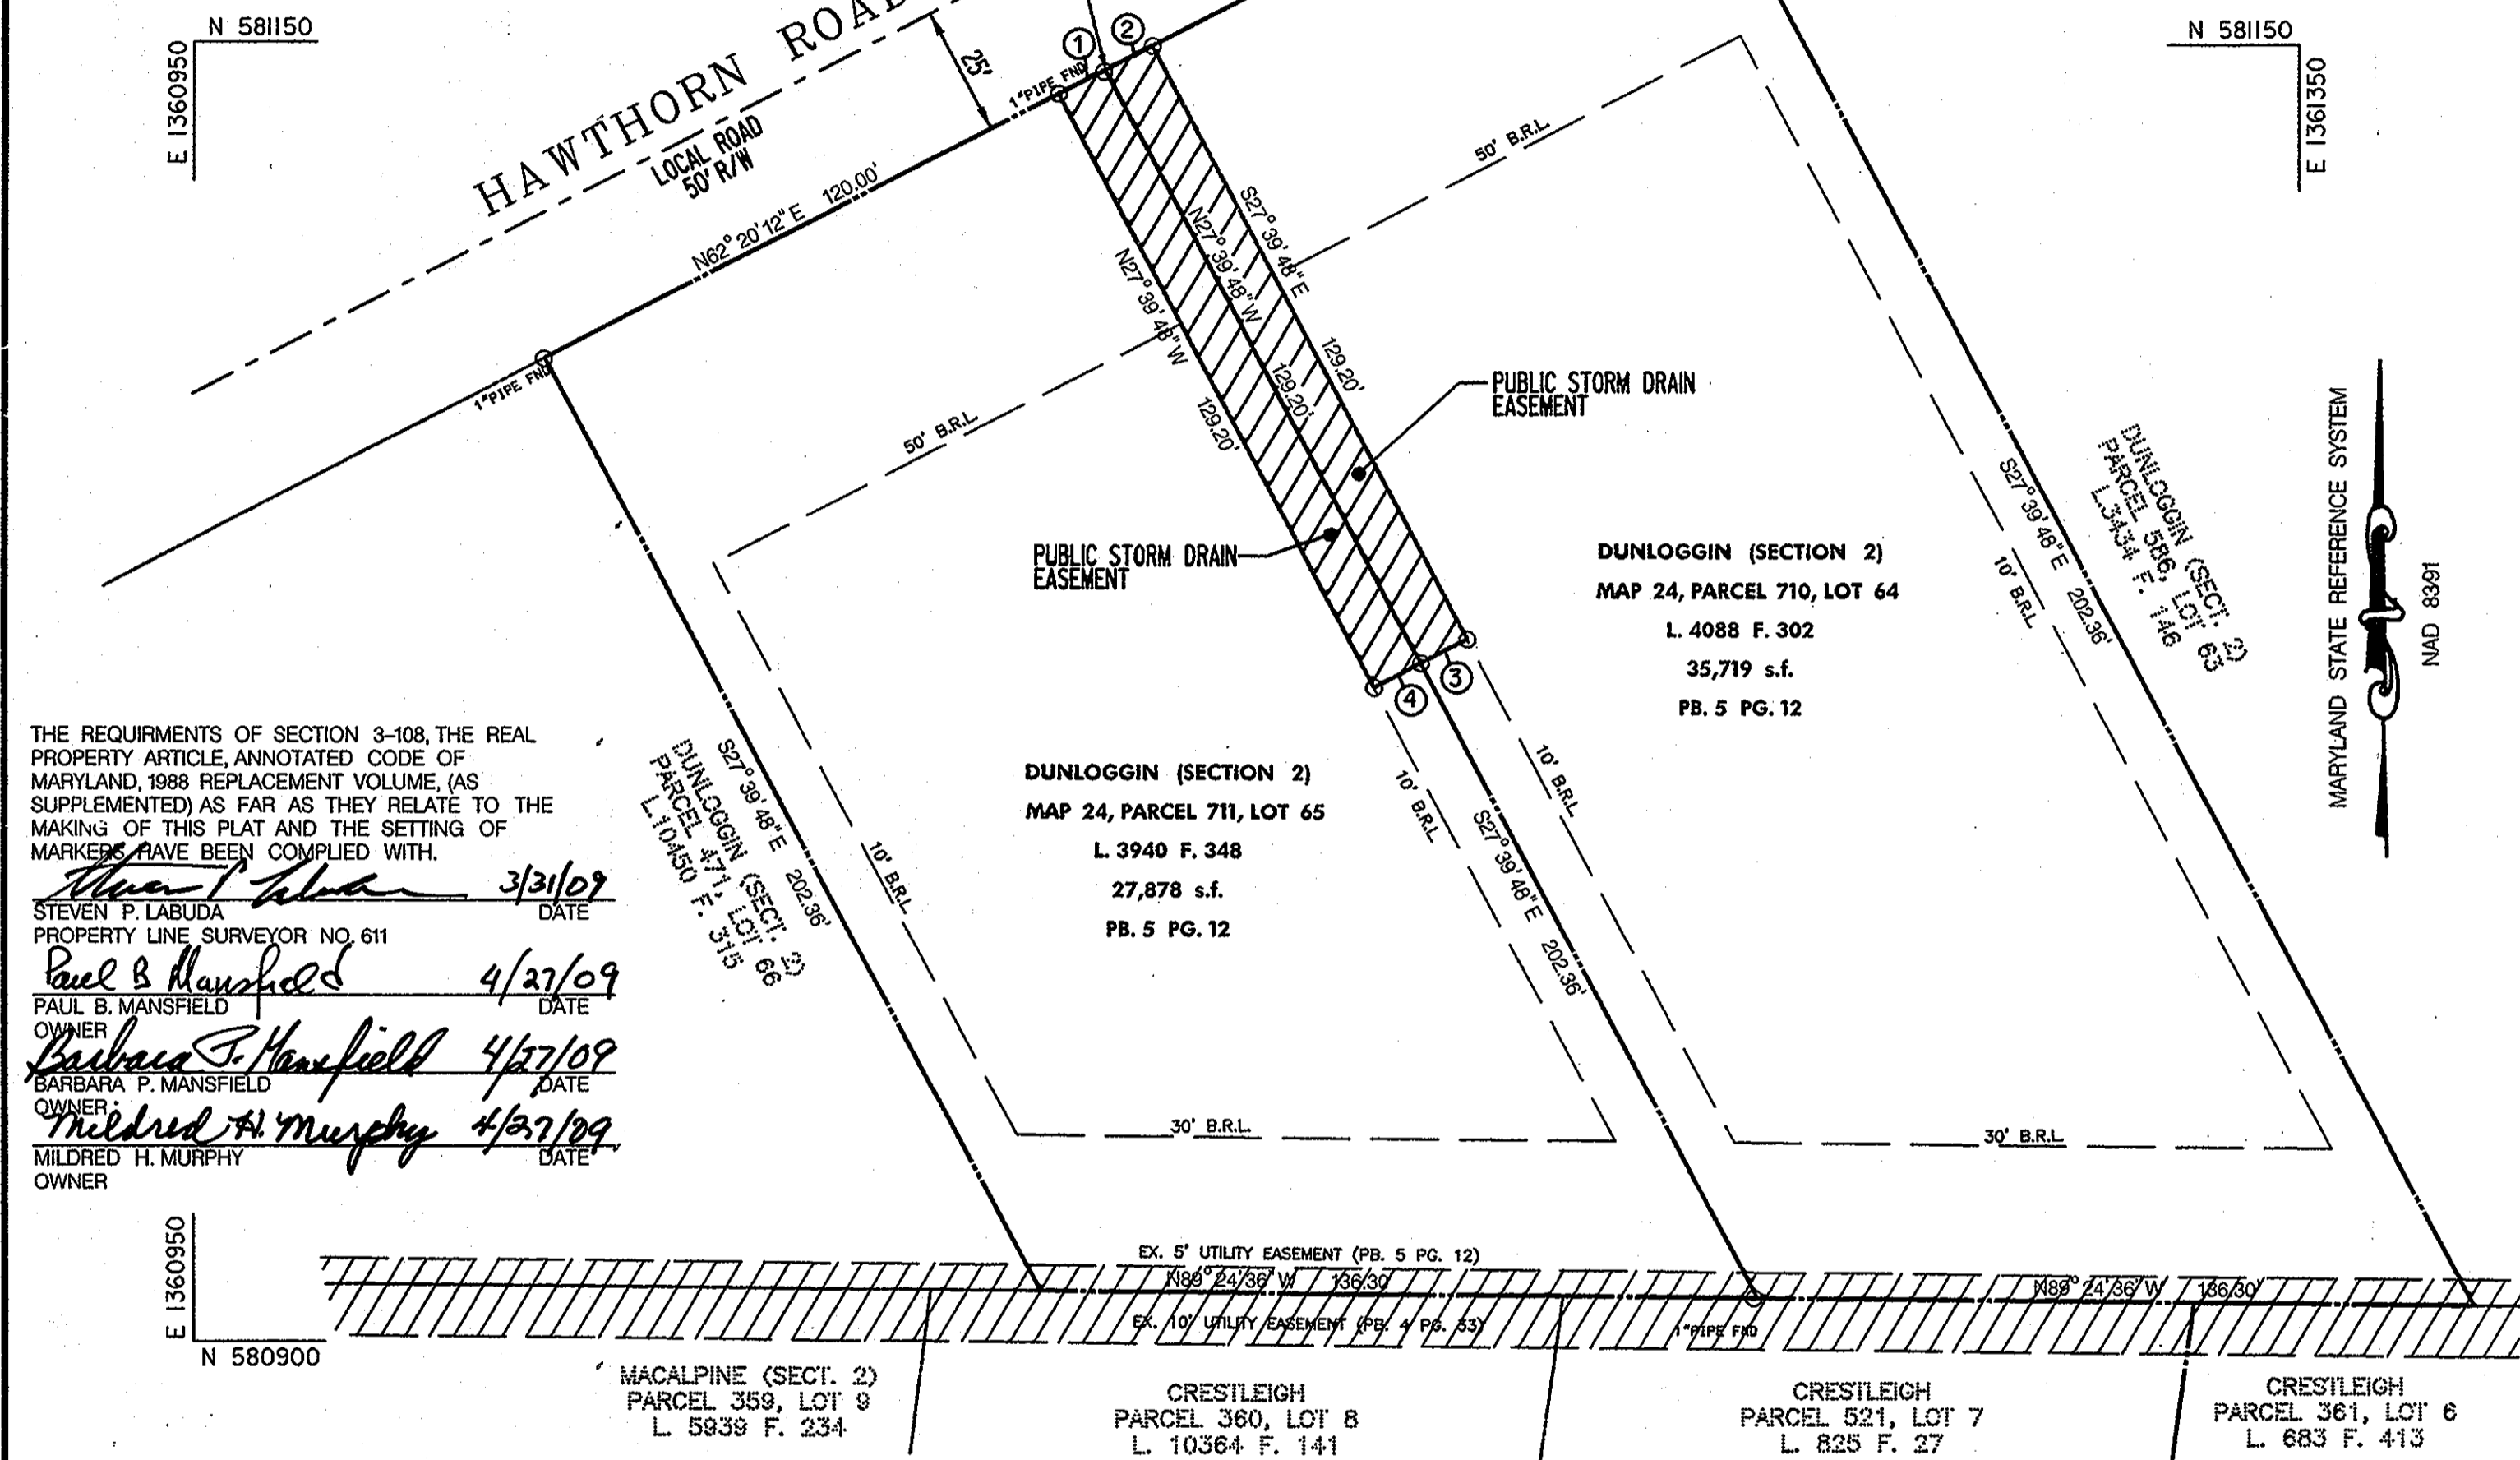 N 581150
E 1360950
HAWTHORN ROAD
LOCAL ROAD
50' R/W
25'
1
2
1"PIPE FND
N 581150
E 1361350
N62° 20' 12" E 120.00'
1"PIPE FND
50' B.R.L.
50' B.R.L.
N27° 39' 48" W
129.20'
N27° 39' 48" W
129.20'
S27° 39' 48" E
129.20'
PUBLIC STORM DRAIN
EASEMENT
PUBLIC STORM DRAIN
EASEMENT
3
4
DUNLOGGIN (SECTION 2)
MAP 24, PARCEL 710, LOT 64
L. 4088 F. 302
35,719 s.f.
PB. 5 PG. 12
S27° 39' 48" E 202.36'
10' B.R.L.
DUNLOGGIN (SECT. 2)
PARCEL 586, LOT 63
L.3434 F. 146
MARYLAND STATE REFERENCE SYSTEM
NAD 83/91
THE REQUIRMENTS OF SECTION 3-108, THE REAL
PROPERTY ARTICLE, ANNOTATED CODE OF
MARYLAND, 1988 REPLACEMENT VOLUME, (AS
SUPPLEMENTED) AS FAR AS THEY RELATE TO THE
MAKING OF THIS PLAT AND THE SETTING OF
MARKERS HAVE BEEN COMPLIED WITH.
3/31/09
STEVEN P. LABUDA DATE
PROPERTY LINE SURVEYOR NO. 611
Paul B Mansfield 4/27/09
PAUL B. MANSFIELD DATE
OWNER
Barbara P. Mansfield 4/27/09
BARBARA P. MANSFIELD DATE
OWNER
Mildred H. Murphy 4/27/09
MILDRED H. MURPHY DATE
OWNER
S27° 39' 48" E 202.36'
DUNLOGGIN (SECT. 2)
PARCEL 471, LOT 66
L.10450 F. 315
10' B.R.L.
DUNLOGGIN (SECTION 2)
MAP 24, PARCEL 711, LOT 65
L. 3940 F. 348
27,878 s.f.
PB. 5 PG. 12
10' B.R.L.
S27° 39' 48" E 202.36'
10' B.R.L.
30' B.R.L.
30' B.R.L.
E 1360950
N 580900
EX. 5' UTILITY EASEMENT (PB. 5 PG. 12)
N89° 24' 36" W 136.30'
N89° 24' 36" W 136.30'
EX. 10' UTILITY EASEMENT (PB. 4 PG. 33)
1"PIPE FND
MACALPINE (SECT. 2)
PARCEL 359, LOT 9
L. 5939 F. 234
CRESTLEIGH
PARCEL 360, LOT 8
L. 10364 F. 141
CRESTLEIGH
PARCEL 521, LOT 7
L. 825 F. 27
CRESTLEIGH
PARCEL 361, LOT 6
L. 683 F. 413